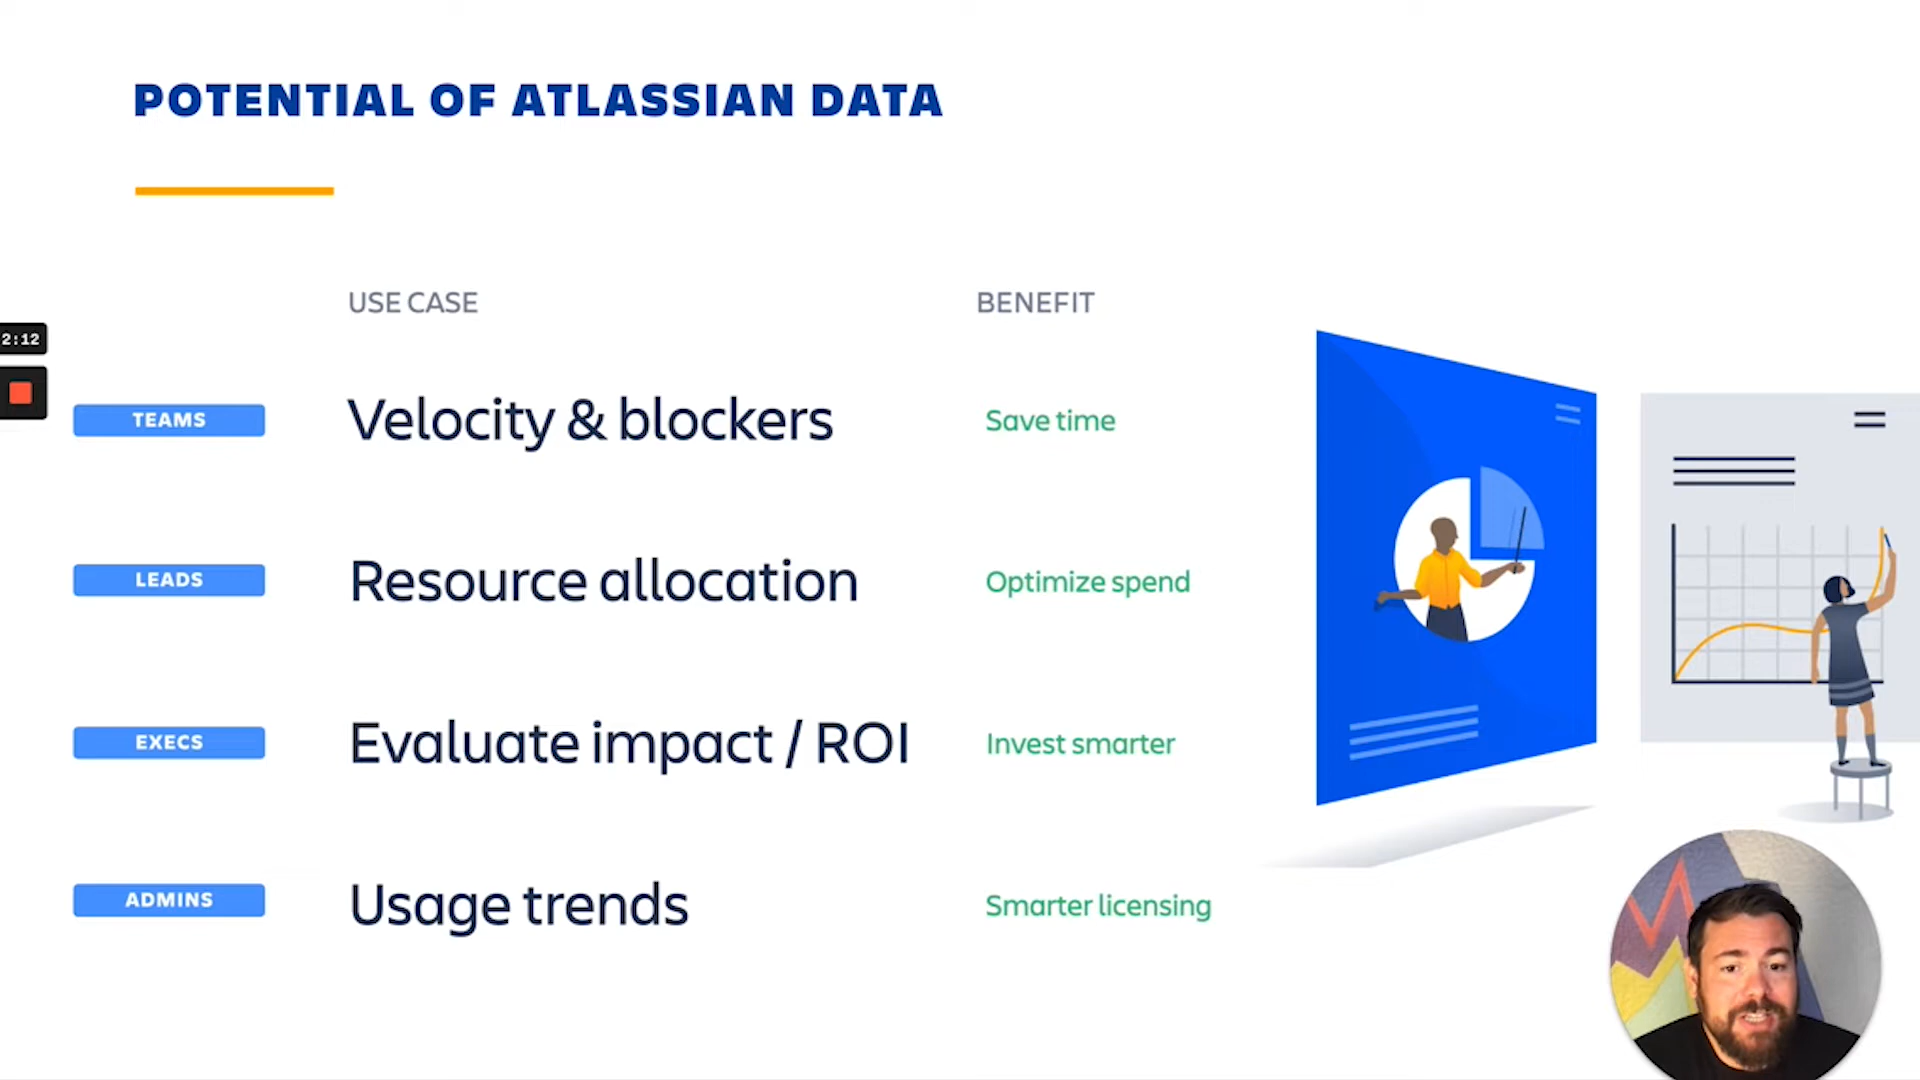 POTENTIAL OF ATLASSIAN DATA
USE CASE
BENEFIT
2:12
TEAMS
Velocity & blockers
Save time
LEADS
Resource allocation
Optimize spend
EXECS
Evaluate impact / ROI
Invest smarter
ADMINS
Usage trends
Smarter licensing